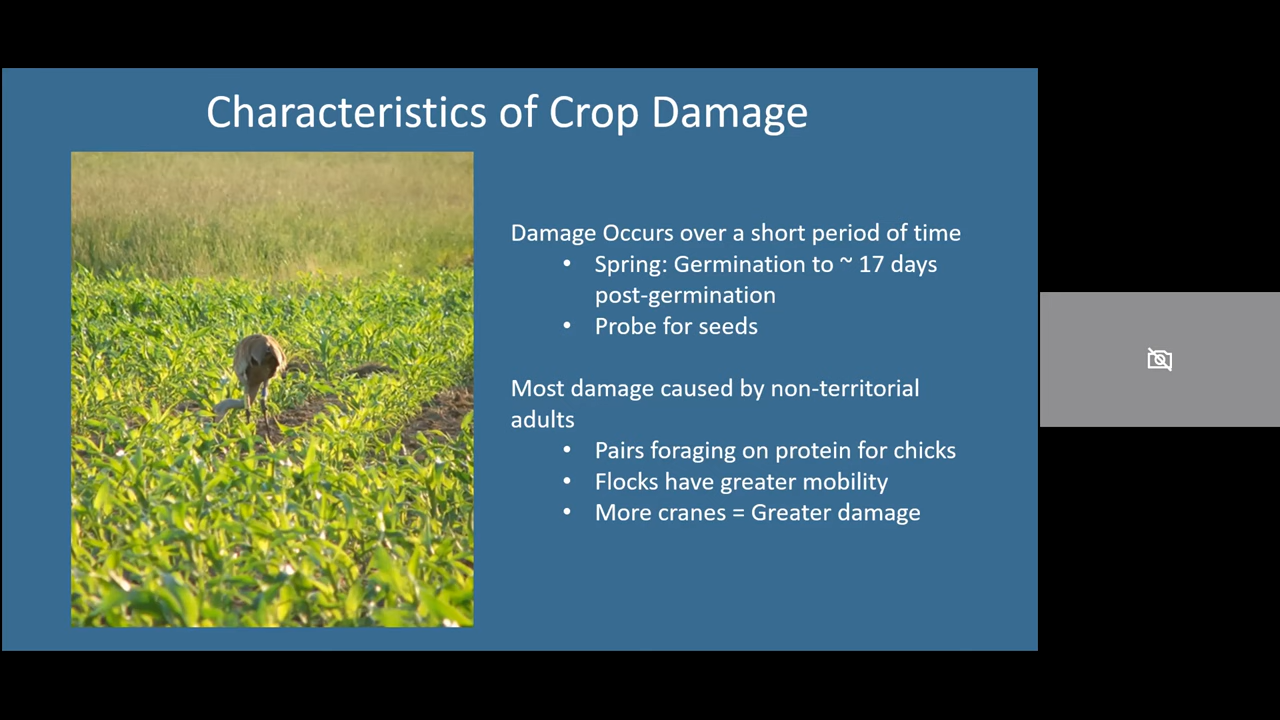 Characteristics of Crop Damage
Damage Occurs over a short period of time
• Spring: Germination to ~ 17 days
post-germination
• Probe for seeds
Most damage caused by non-territorial
adults
• Pairs foraging on protein for chicks
• Flocks have greater mobility
• More cranes = Greater damage